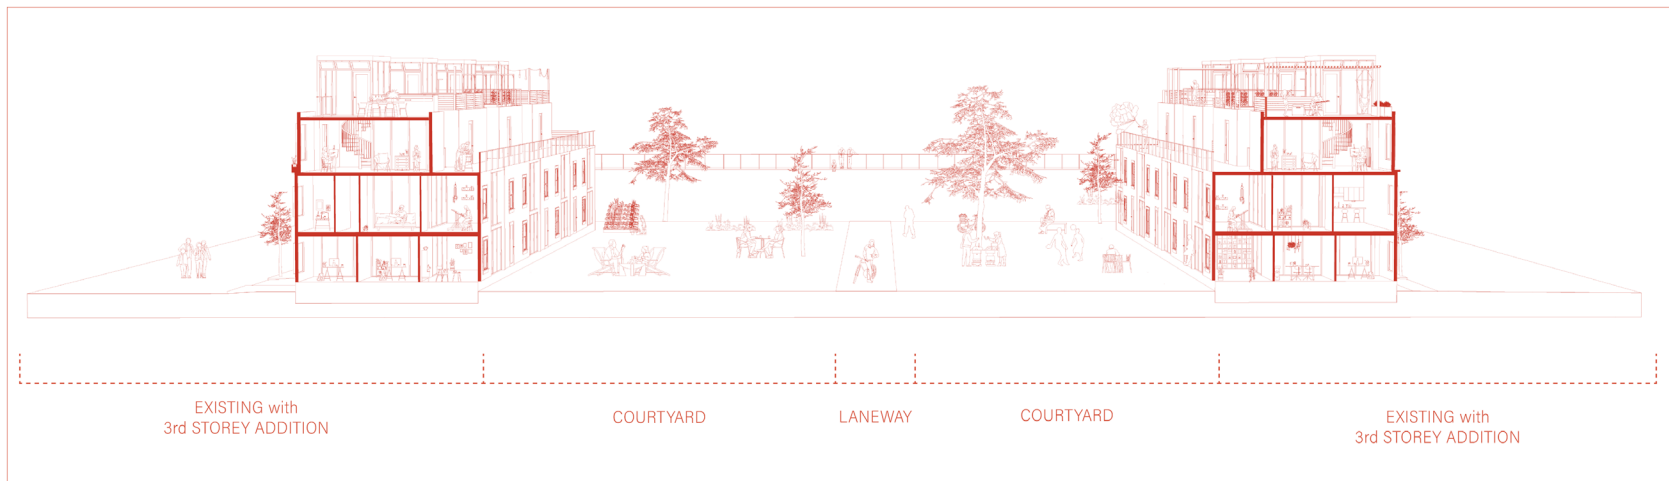 EXISTING with
3rd STOREY ADDITION
COURTYARD
LANEWAY
COURTYARD
EXISTING with
3rd STOREY ADDITION